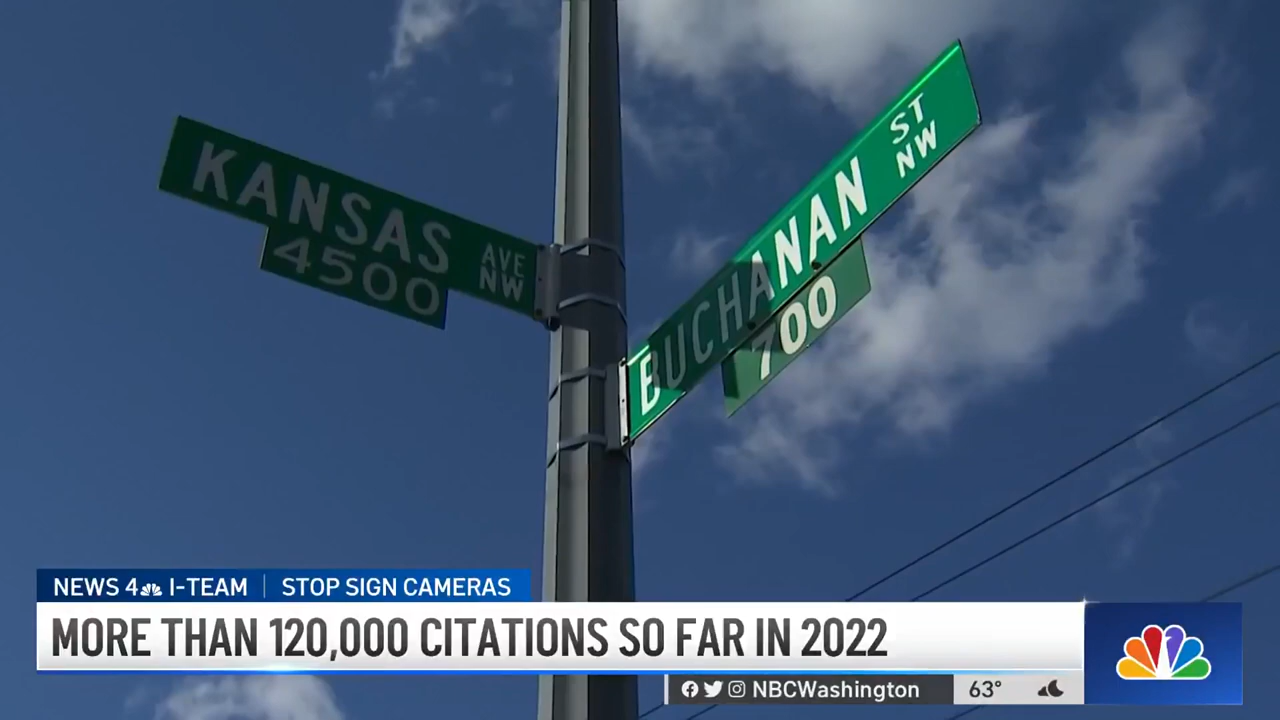 KANSAS AVE NW
4500
BUCHANAN ST NW
700
NEWS 4 I-TEAM | STOP SIGN CAMERAS
MORE THAN 120,000 CITATIONS SO FAR IN 2022
NBCWashington 63°